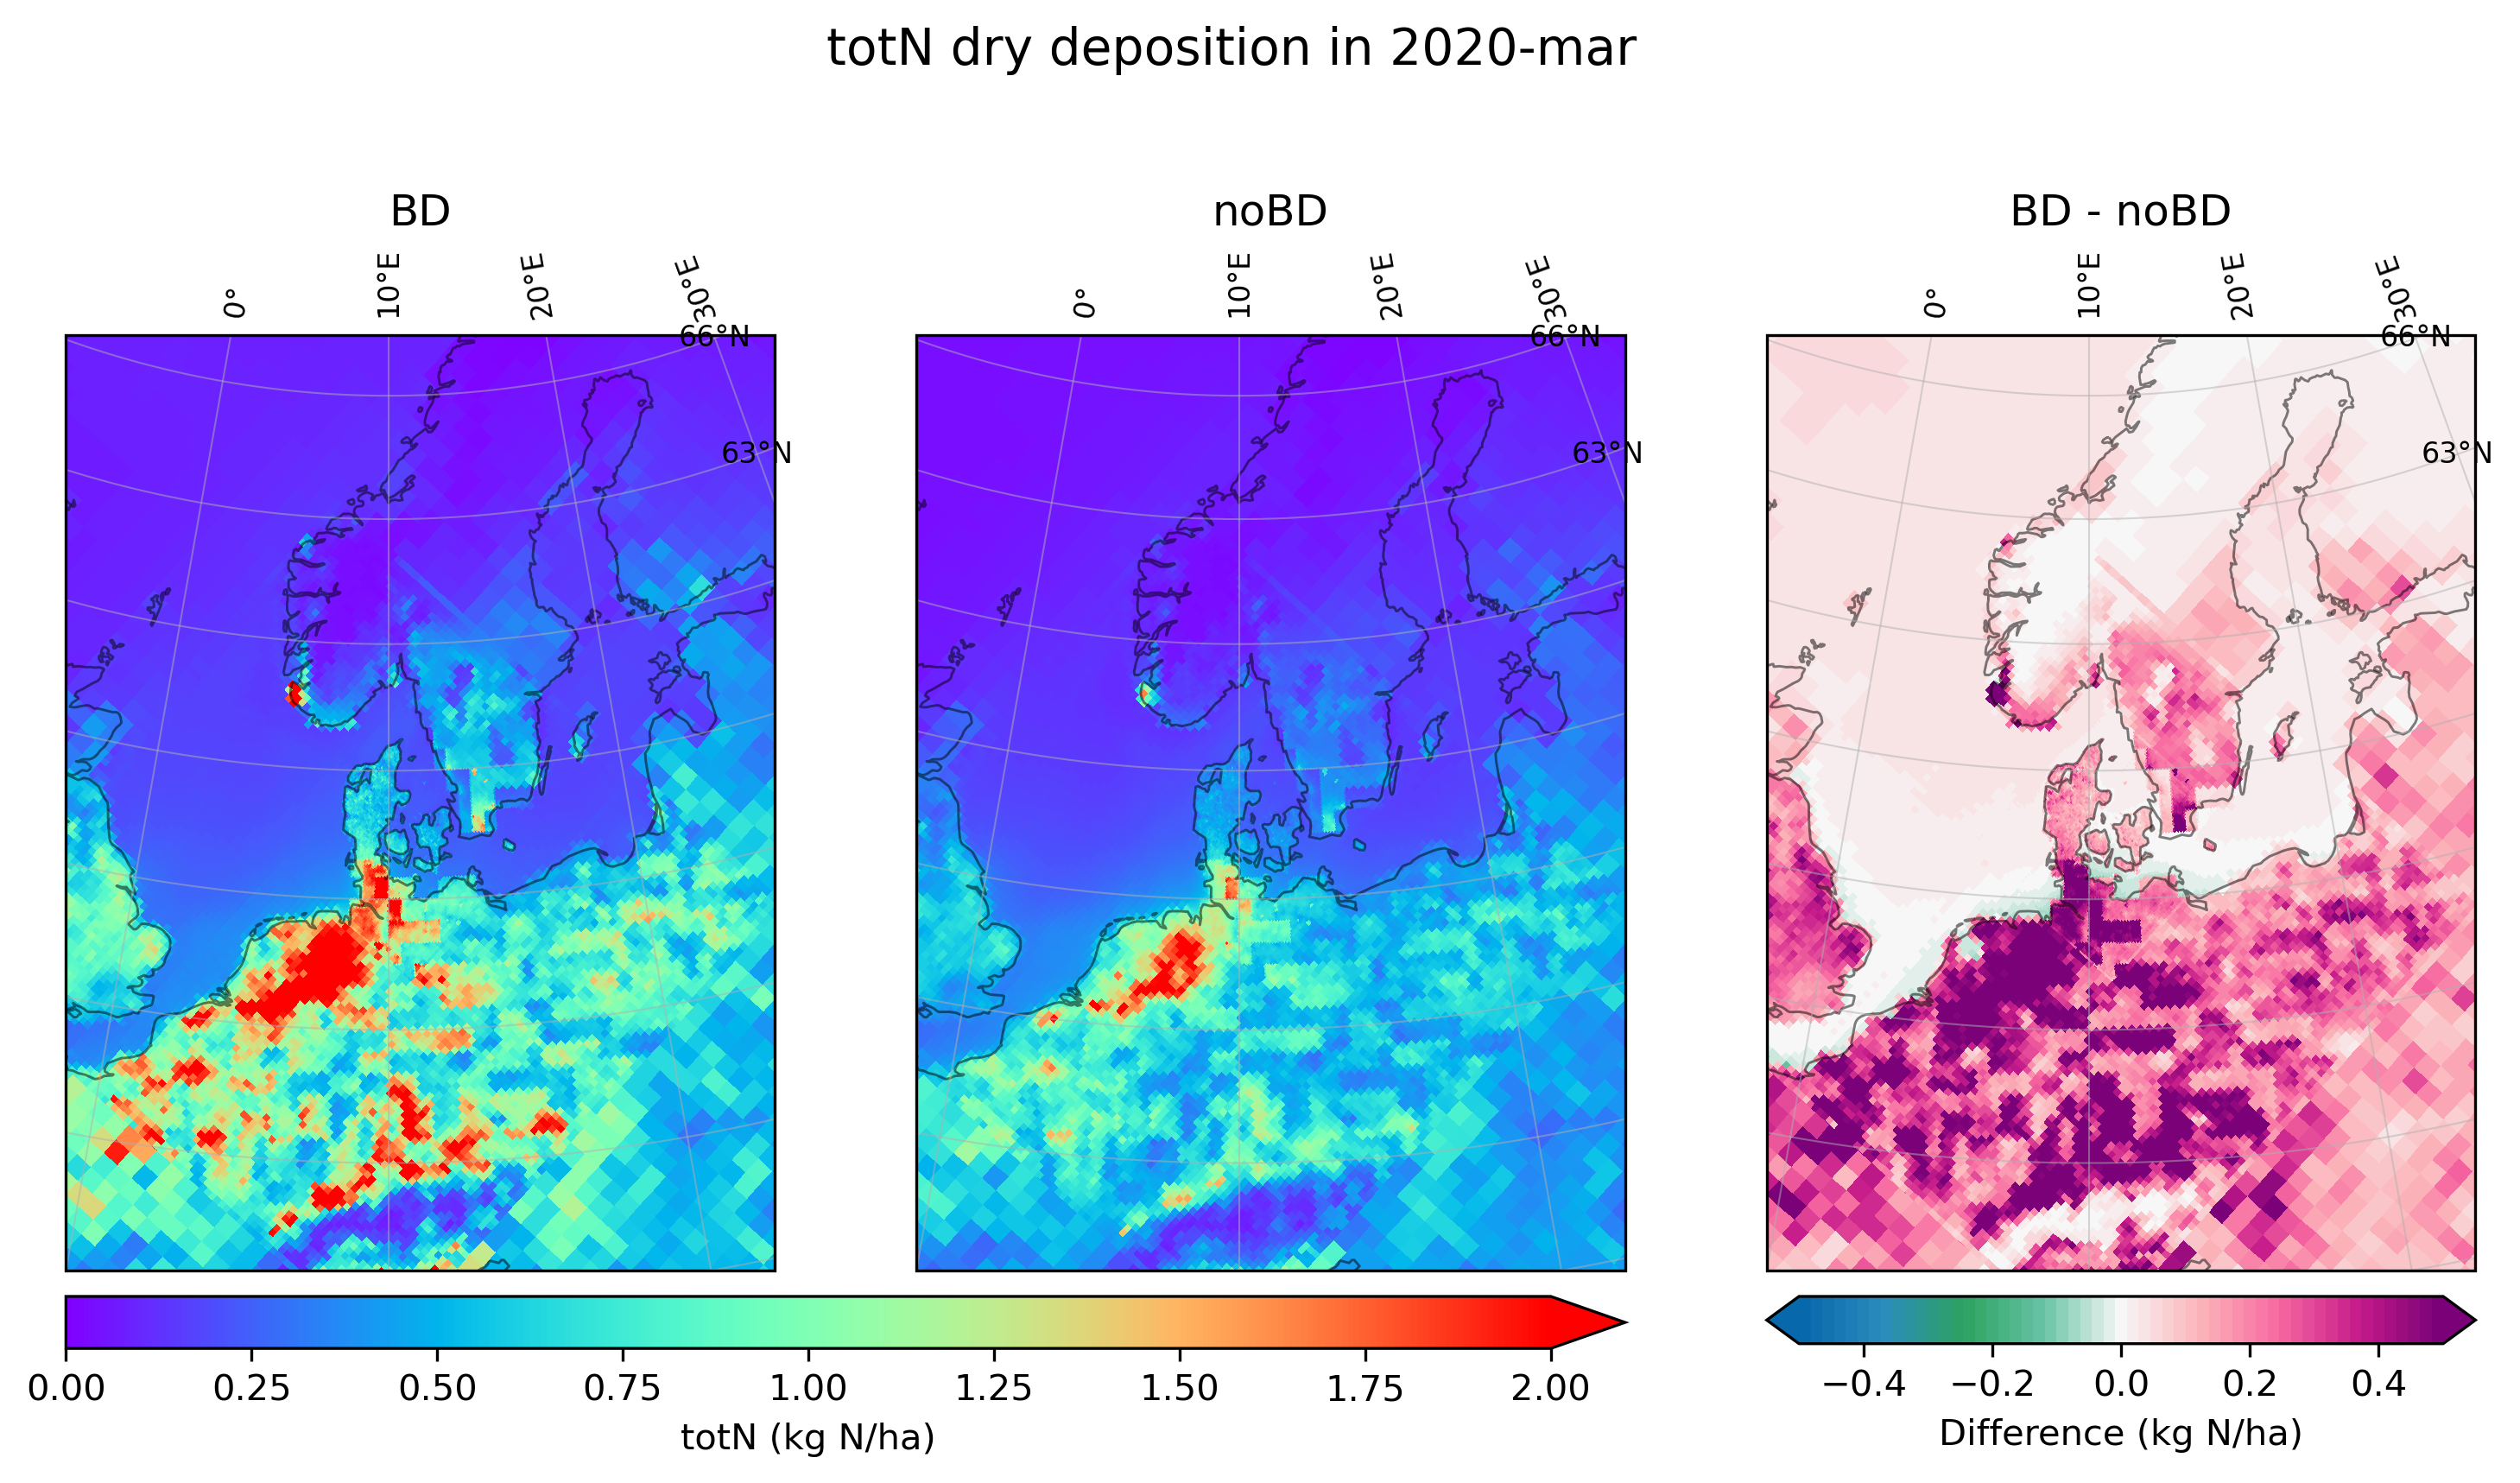 totN dry deposition in 2020-mar
BD
noBD
BD - noBD
0° 10°E 20°E 30°E
0° 10°E 20°E 30°E
0° 10°E 20°E 30°E
66°N
66°N
66°N
63°N
63°N
63°N
0.00 0.25 0.50 0.75 1.00 1.25 1.50 1.75 2.00
totN (kg N/ha)
−0.4 −0.2 0.0 0.2 0.4
Difference (kg N/ha)